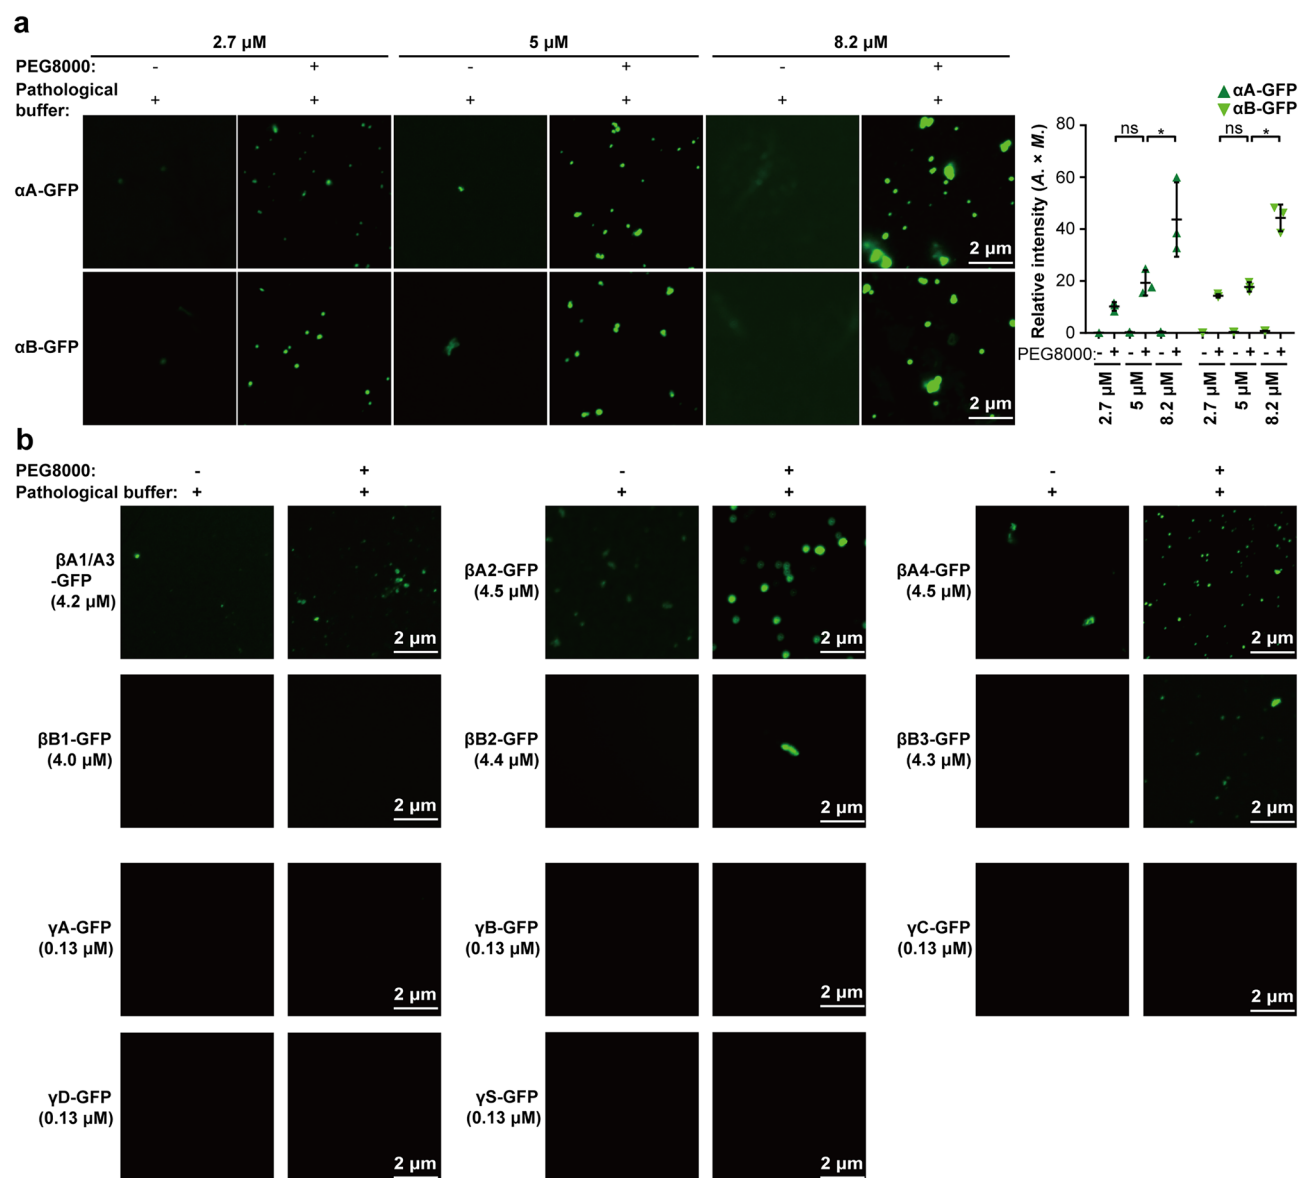 a
2.7 µM 5 µM 8.2 µM
PEG8000: - + - + - +
Pathological
buffer: + + + + + +
αA-GFP
2 µm
αB-GFP
2 µm
αA-GFP
αB-GFP
Relative intensity (A. × M.)
80
60
40
20
0
ns * ns *
PEG8000: - + - + - + - + - + - +
2.7 µM 5 µM 8.2 µM 2.7 µM 5 µM 8.2 µM
b
PEG8000: - + - + - +
Pathological buffer: + + + + + +
βA1/A3
-GFP
(4.2 µM)
2 µm
βA2-GFP
(4.5 µM)
2 µm
βA4-GFP
(4.5 µM)
2 µm
βB1-GFP
(4.0 µM)
2 µm
βB2-GFP
(4.4 µM)
2 µm
βB3-GFP
(4.3 µM)
2 µm
γA-GFP
(0.13 µM)
2 µm
γB-GFP
(0.13 µM)
2 µm
γC-GFP
(0.13 µM)
2 µm
γD-GFP
(0.13 µM)
2 µm
γS-GFP
(0.13 µM)
2 µm